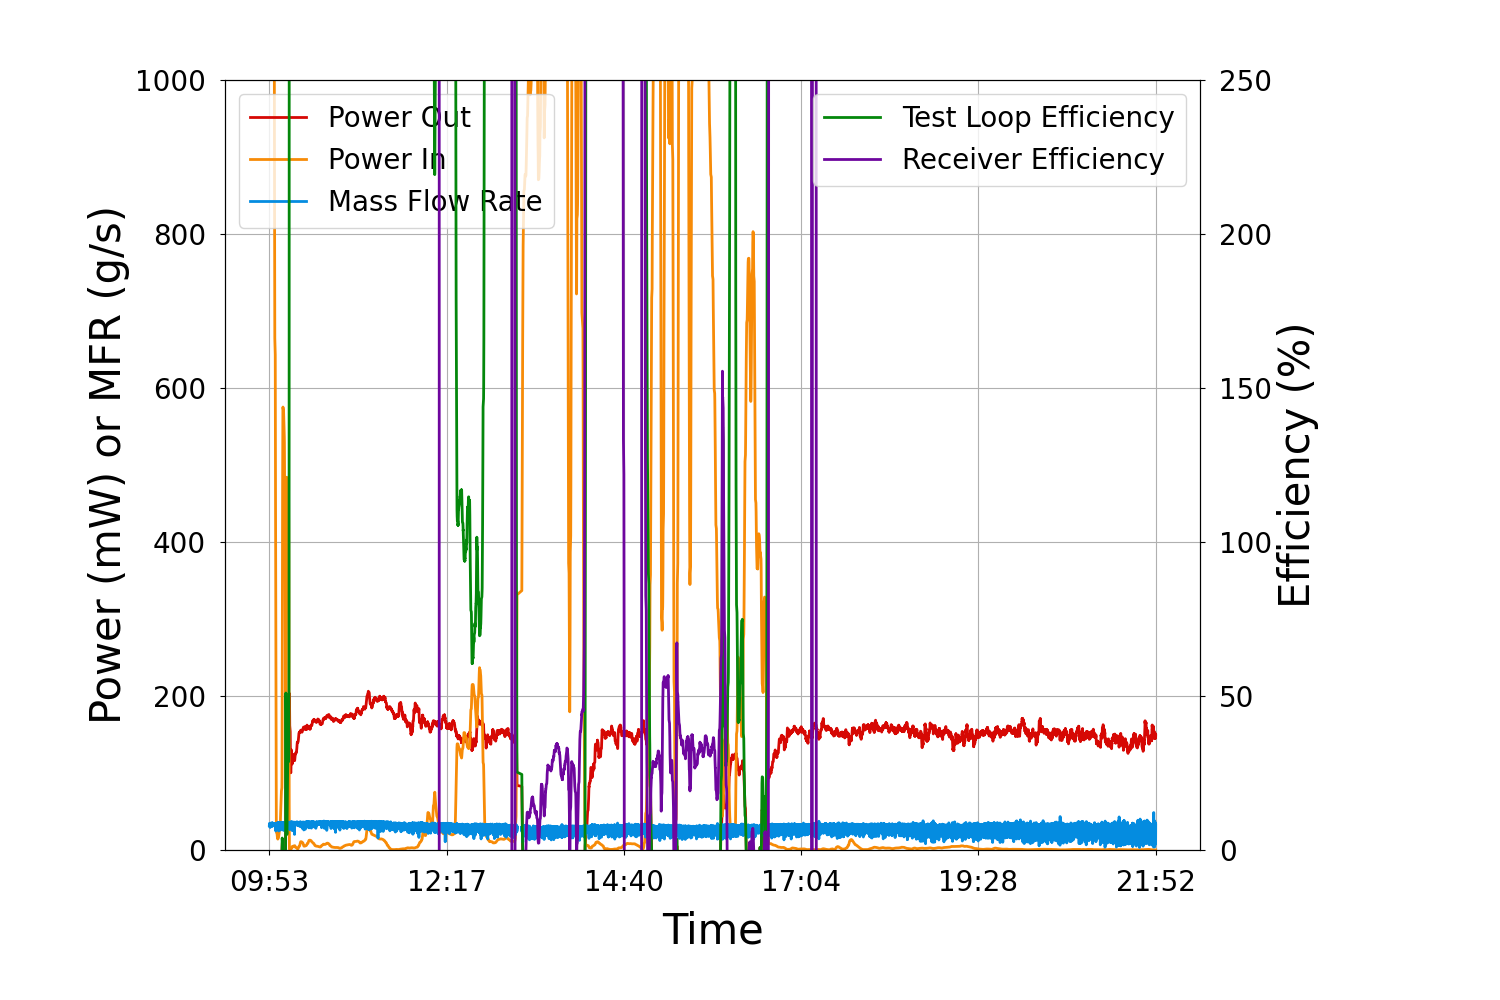 Power (mW) or MFR (g/s)
1000
800
600
400
200
0
Power Out
Power In
Mass Flow Rate
Test Loop Efficiency
Receiver Efficiency
250
200
150
100
50
0
Efficiency (%)
09:53 12:17 14:40 17:04 19:28 21:52
Time